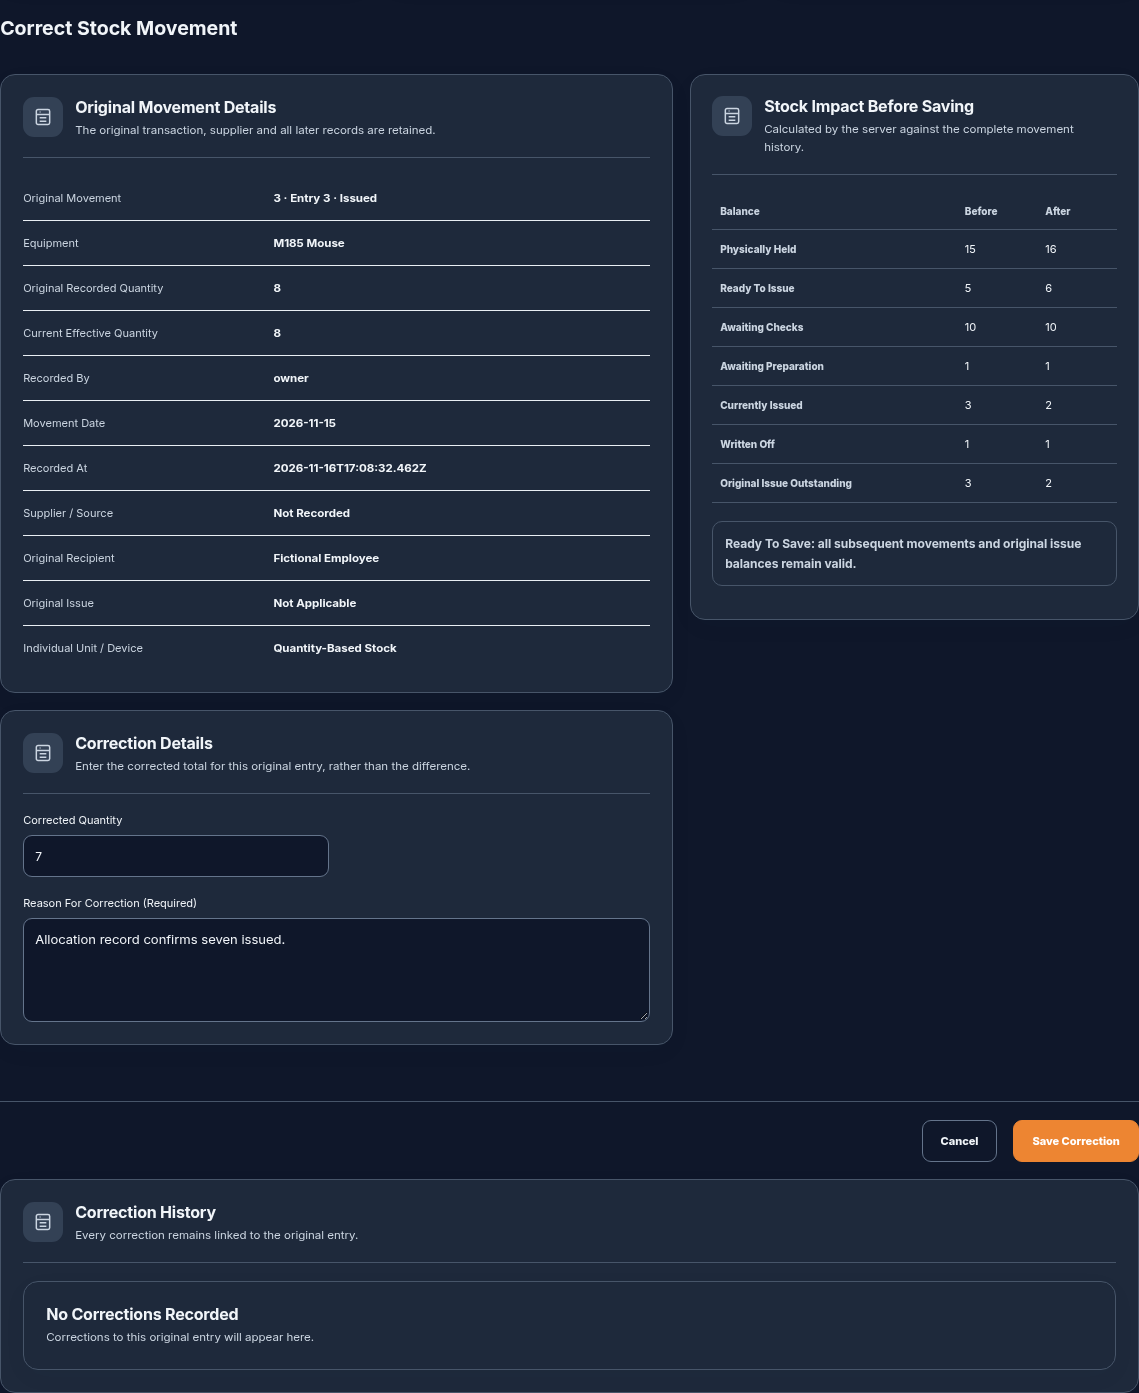 Correct Stock Movement
Original Movement Details
The original transaction, supplier and all later records are retained.
Original Movement 3 · Entry 3 · Issued
Equipment M185 Mouse
Original Recorded Quantity 8
Current Effective Quantity 8
Recorded By owner
Movement Date 2026-11-15
Recorded At 2026-11-16T17:08:32.462Z
Supplier / Source Not Recorded
Original Recipient Fictional Employee
Original Issue Not Applicable
Individual Unit / Device Quantity-Based Stock
Stock Impact Before Saving
Calculated by the server against the complete movement
history.
Balance Before After
Physically Held 15 16
Ready To Issue 5 6
Awaiting Checks 10 10
Awaiting Preparation 1 1
Currently Issued 3 2
Written Off 1 1
Original Issue Outstanding 3 2
Ready To Save: all subsequent movements and original issue
balances remain valid.
Correction Details
Enter the corrected total for this original entry, rather than the difference.
Corrected Quantity
7
Reason For Correction (Required)
Allocation record confirms seven issued.
Cancel Save Correction
Correction History
Every correction remains linked to the original entry.
No Corrections Recorded
Corrections to this original entry will appear here.